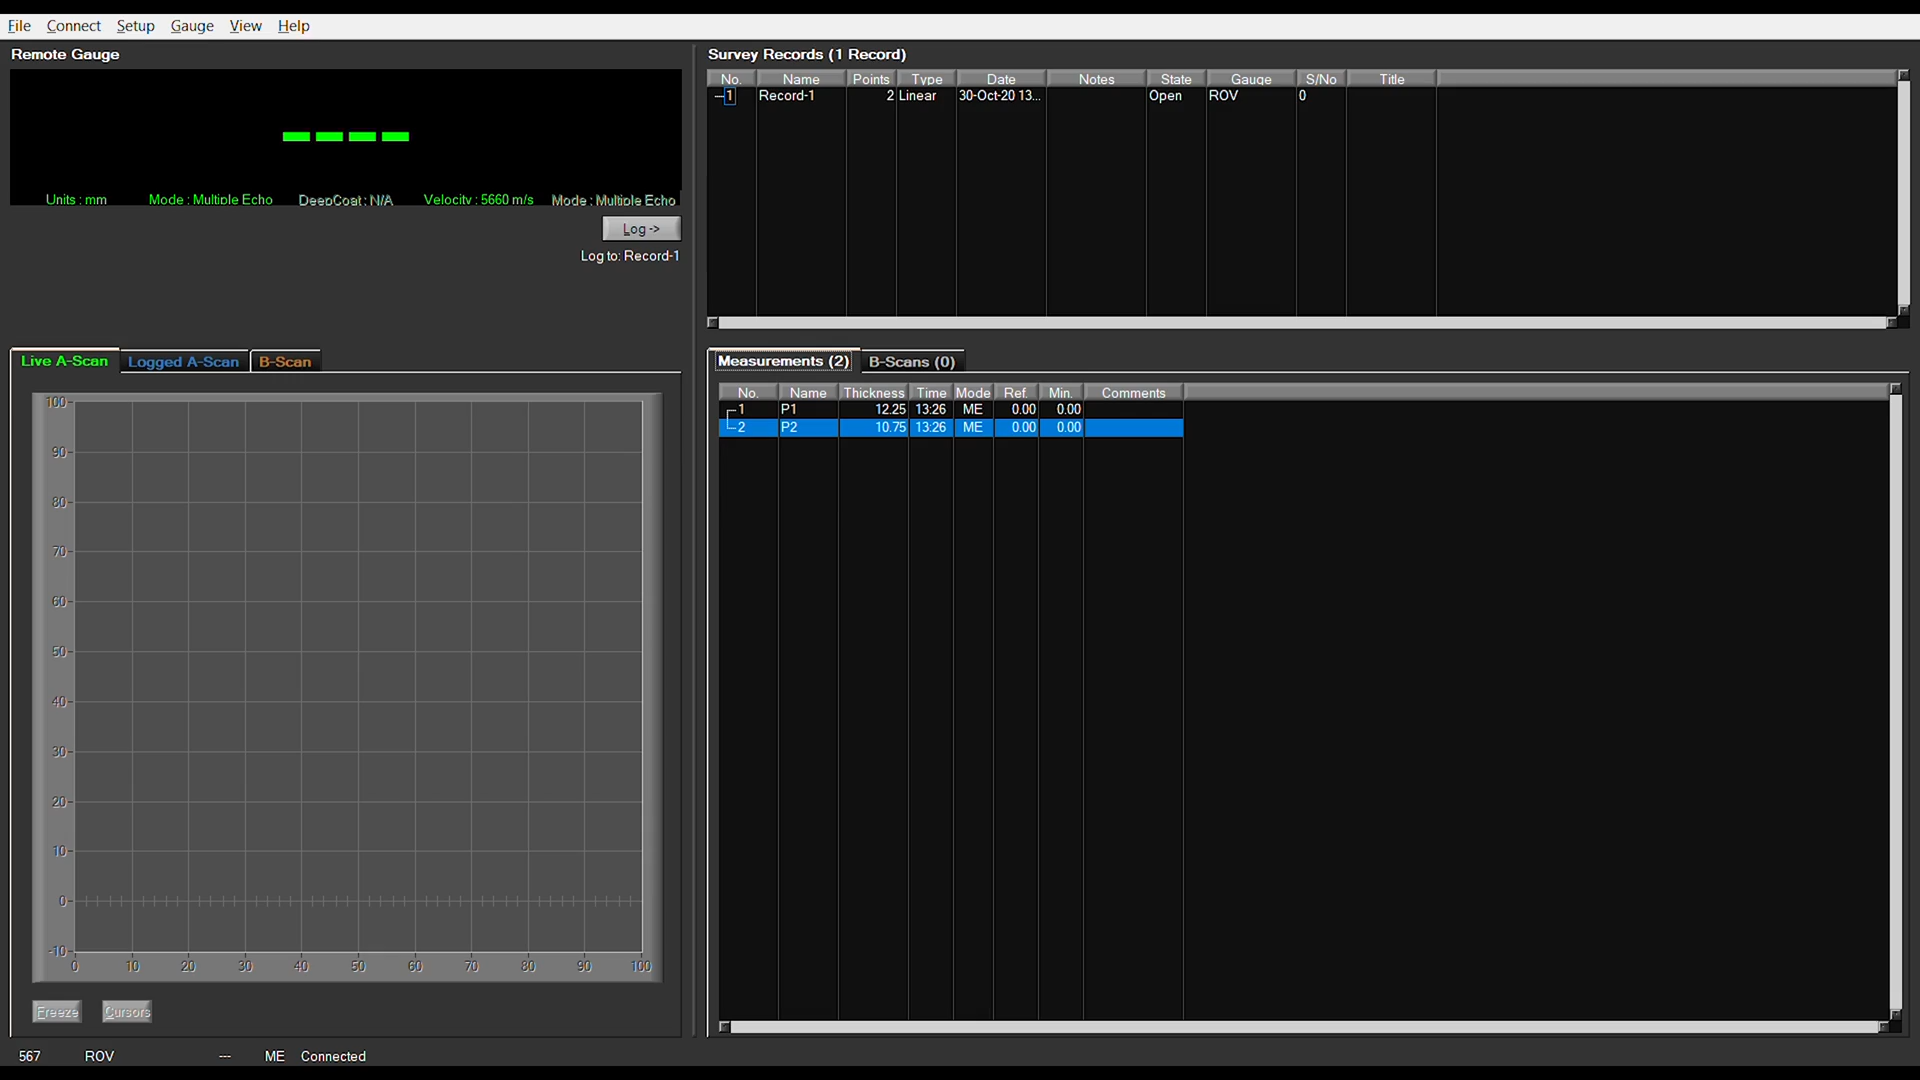 File Connect Setup Gauge View Help
Remote Gauge
Units : mm Mode : Multiple Echo DeepCoat : N/A Velocity : 5660 m/s Mode : Multiple Echo
Log ->
Log to: Record-1
Survey Records (1 Record)
No. Name Points Type Date Notes State Gauge S/No Title
1 Record-1 2 Linear 30-Oct-20 13... Open ROV 0
Live A-Scan Logged A-Scan B-Scan
100
90
80
70
60
50
40
30
20
10
0
-10
0 10 20 30 40 50 60 70 80 90 100
Freeze Cursors
Measurements (2) B-Scans (0)
No. Name Thickness Time Mode Ref. Min. Comments
1 P1 12.25 13:26 ME 0.00 0.00
2 P2 10.75 13:26 ME 0.00 0.00
567 ROV --- ME Connected